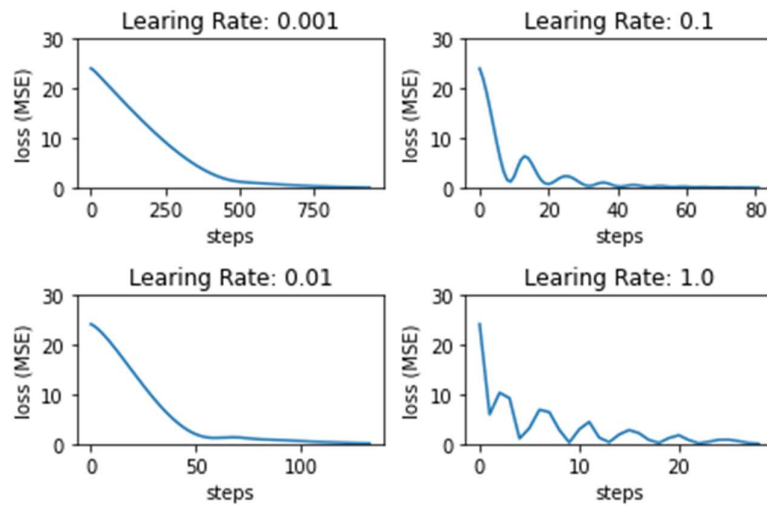 Learing Rate: 0.001
30
20
10
0
loss (MSE)
0 250 500 750
steps
Learing Rate: 0.1
30
20
10
0
loss (MSE)
0 20 40 60 80
steps
Learing Rate: 0.01
30
20
10
0
loss (MSE)
0 50 100
steps
Learing Rate: 1.0
30
20
10
0
loss (MSE)
0 10 20
steps